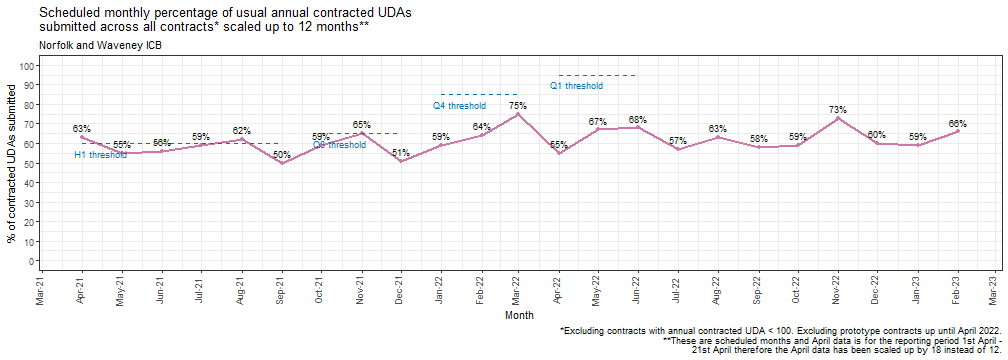 Scheduled monthly percentage of usual annual contracted UDAs
submitted across all contracts* scaled up to 12 months**
Norfolk and Waveney ICB
% of contracted UDAs submitted
100
90
80
70
60
50
40
30
20
10
0
H1 threshold
Q3 threshold
Q4 threshold
Q1 threshold
63%
55%
56%
59%
62%
50%
59%
65%
51%
59%
64%
75%
55%
67%
68%
57%
63%
58%
59%
73%
60%
59%
66%
Mar-21
Apr-21
May-21
Jun-21
Jul-21
Aug-21
Sep-21
Oct-21
Nov-21
Dec-21
Jan-22
Feb-22
Mar-22
Apr-22
May-22
Jun-22
Jul-22
Aug-22
Sep-22
Oct-22
Nov-22
Dec-22
Jan-23
Feb-23
Mar-23
Month
*Excluding contracts with annual contracted UDA < 100. Excluding prototype contracts up until April 2022.
**These are scheduled months and April data is for the reporting period 1st April -
21st April therefore the April data has been scaled up by 18 instead of 12.